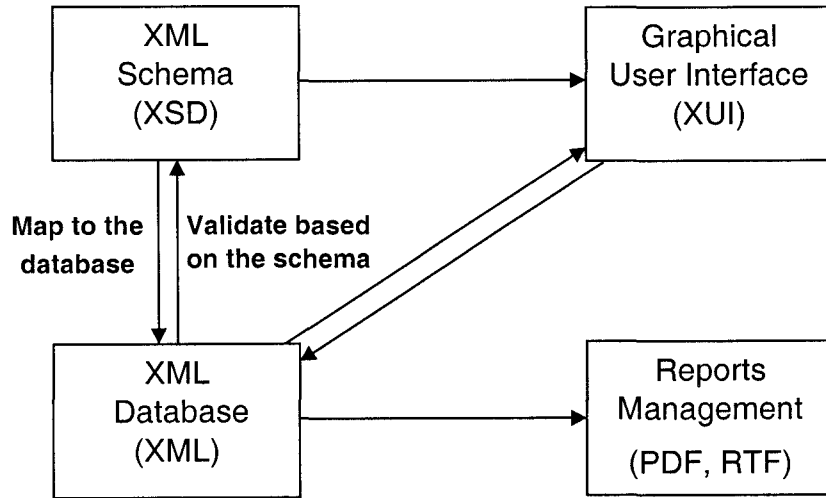 XML
Schema
(XSD)
Graphical
User Interface
(XUI)
Map to the
database
Validate based
on the schema
XML
Database
(XML)
Reports
Management
(PDF, RTF)